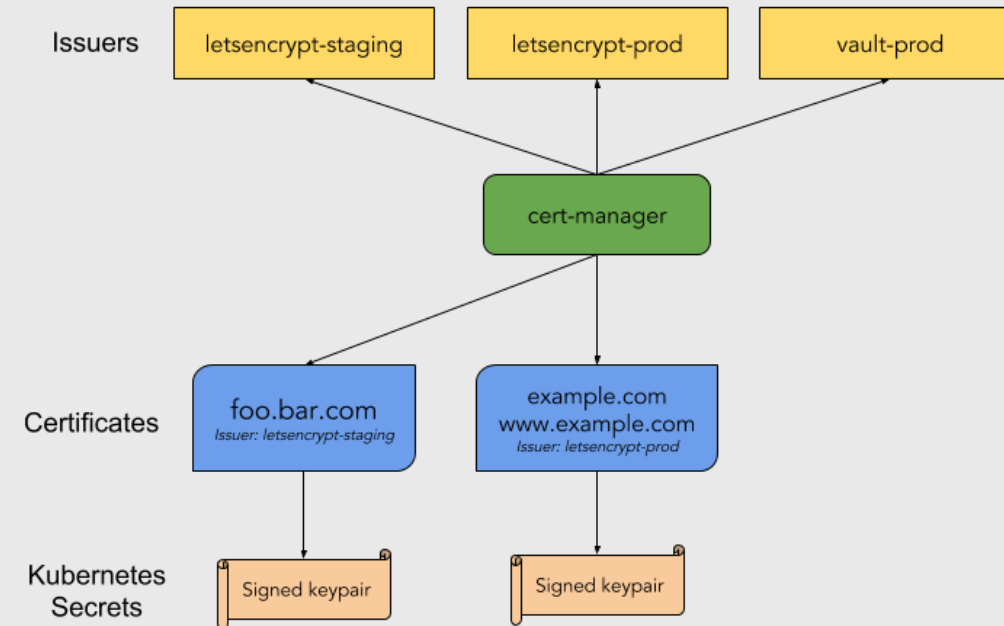 Issuers
letsencrypt-staging
letsencrypt-prod
vault-prod
cert-manager
Certificates
foo.bar.com
Issuer: letsencrypt-staging
example.com
www.example.com
Issuer: letsencrypt-prod
Kubernetes
Secrets
Signed keypair
Signed keypair